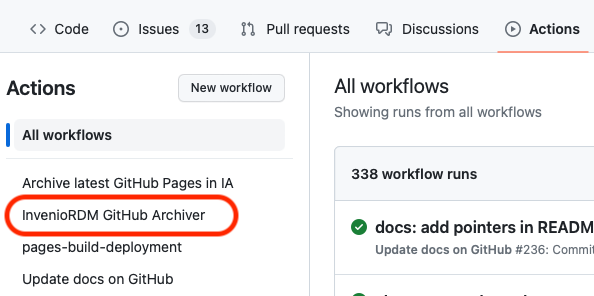 Code
Issues 13
Pull requests
Discussions
Actions
Actions
New workflow
All workflows
Archive latest GitHub Pages in IA
InvenioRDM GitHub Archiver
pages-build-deployment
Update docs on GitHub
All workflows
Showing runs from all workflows
338 workflow runs
docs: add pointers in README
Update docs on GitHub #236: Commit